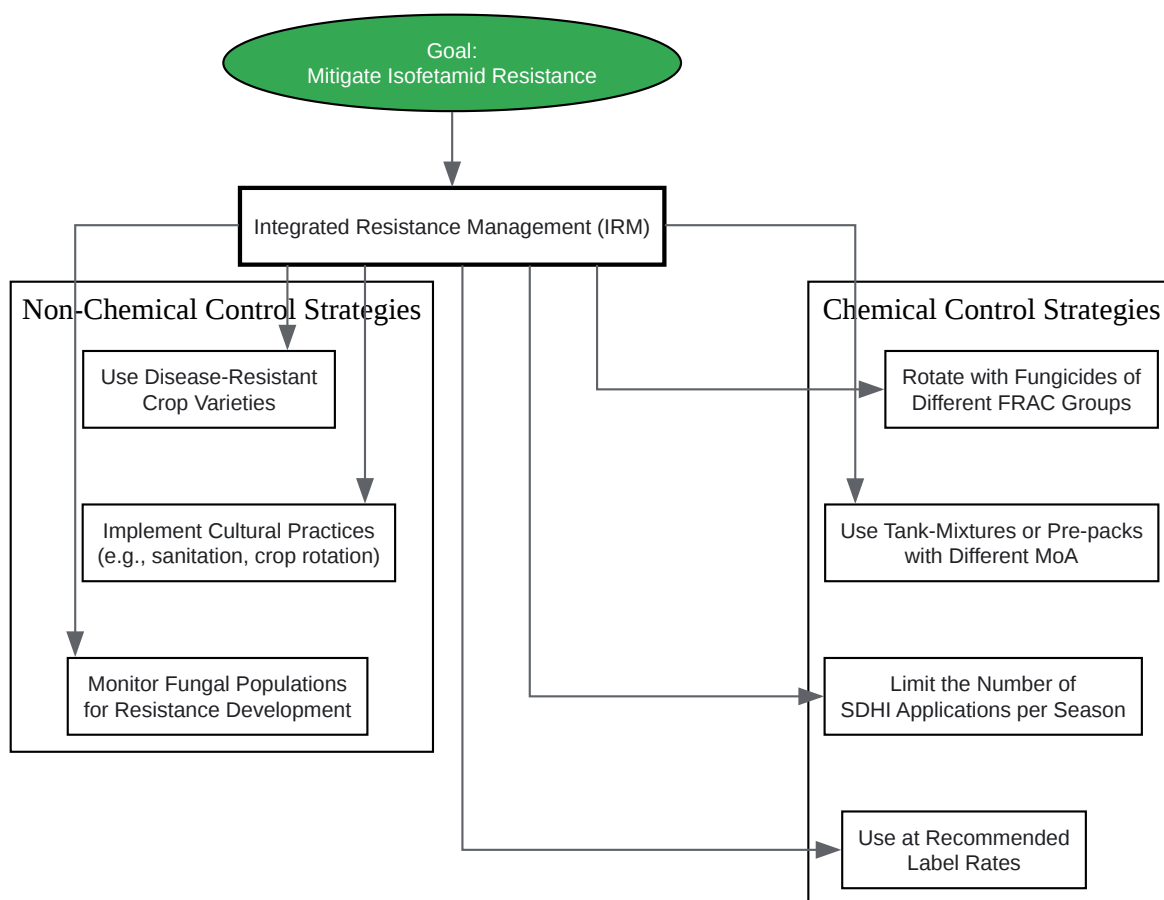 Goal:
Mitigate Isofetamid Resistance
Integrated Resistance Management (IRM)
Non-Chemical Control Strategies
Use Disease-Resistant
Crop Varieties
Implement Cultural Practices
(e.g., sanitation, crop rotation)
Monitor Fungal Populations
for Resistance Development
Chemical Control Strategies
Rotate with Fungicides of
Different FRAC Groups
Use Tank-Mixtures or Pre-packs
with Different MoA
Limit the Number of
SDHI Applications per Season
Use at Recommended
Label Rates